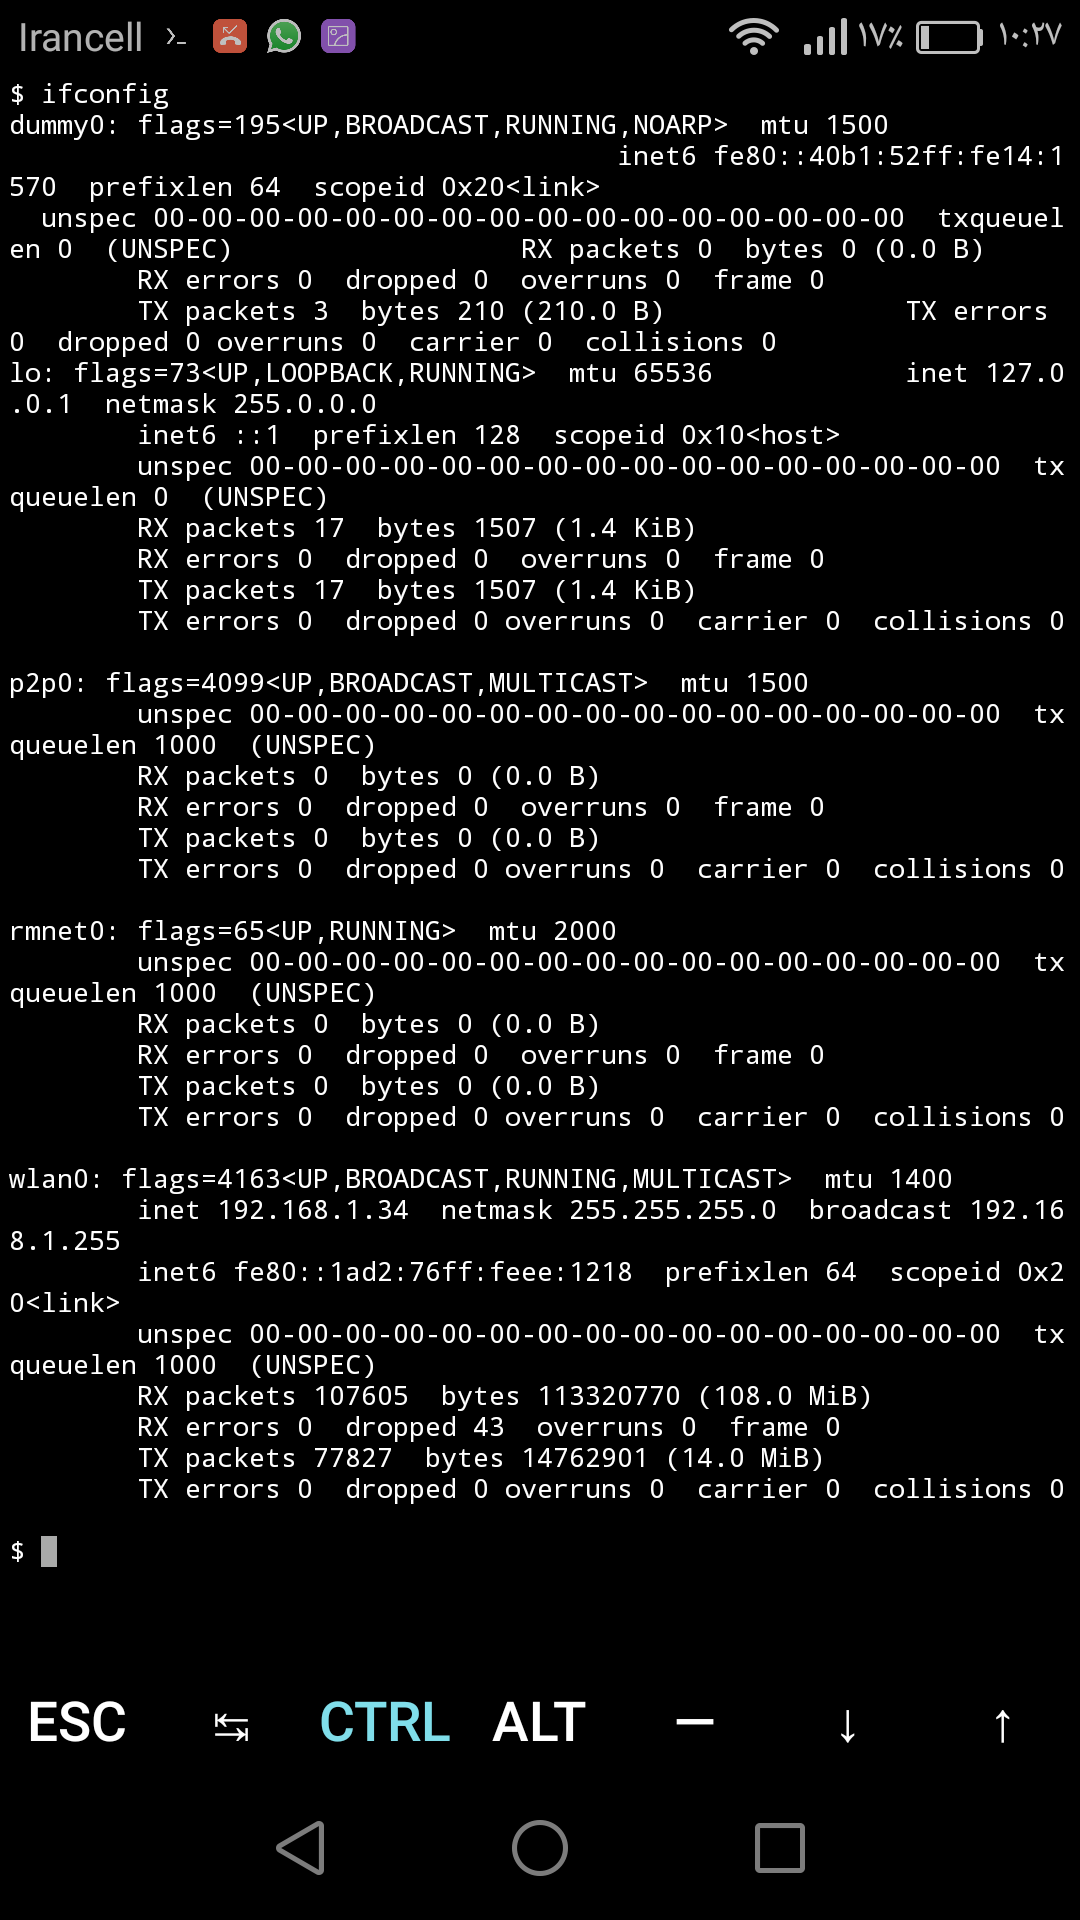 Irancell ۱۷٪ ۱۰:۲۷
$ ifconfig
dummy0: flags=195<UP,BROADCAST,RUNNING,NOARP>  mtu 1500
                                      inet6 fe80::40b1:52ff:fe14:1
570  prefixlen 64  scopeid 0x20<link>
  unspec 00-00-00-00-00-00-00-00-00-00-00-00-00-00-00-00  txqueuel
en 0  (UNSPEC)                  RX packets 0  bytes 0 (0.0 B)
        RX errors 0  dropped 0  overruns 0  frame 0
        TX packets 3  bytes 210 (210.0 B)               TX errors
0  dropped 0 overruns 0  carrier 0  collisions 0
lo: flags=73<UP,LOOPBACK,RUNNING>  mtu 65536            inet 127.0
.0.1  netmask 255.0.0.0
        inet6 ::1  prefixlen 128  scopeid 0x10<host>
        unspec 00-00-00-00-00-00-00-00-00-00-00-00-00-00-00-00  tx
queuelen 0  (UNSPEC)
        RX packets 17  bytes 1507 (1.4 KiB)
        RX errors 0  dropped 0  overruns 0  frame 0
        TX packets 17  bytes 1507 (1.4 KiB)
        TX errors 0  dropped 0 overruns 0  carrier 0  collisions 0
p2p0: flags=4099<UP,BROADCAST,MULTICAST>  mtu 1500
        unspec 00-00-00-00-00-00-00-00-00-00-00-00-00-00-00-00  tx
queuelen 1000  (UNSPEC)
        RX packets 0  bytes 0 (0.0 B)
        RX errors 0  dropped 0  overruns 0  frame 0
        TX packets 0  bytes 0 (0.0 B)
        TX errors 0  dropped 0 overruns 0  carrier 0  collisions 0
rmnet0: flags=65<UP,RUNNING>  mtu 2000
        unspec 00-00-00-00-00-00-00-00-00-00-00-00-00-00-00-00  tx
queuelen 1000  (UNSPEC)
        RX packets 0  bytes 0 (0.0 B)
        RX errors 0  dropped 0  overruns 0  frame 0
        TX packets 0  bytes 0 (0.0 B)
        TX errors 0  dropped 0 overruns 0  carrier 0  collisions 0
wlan0: flags=4163<UP,BROADCAST,RUNNING,MULTICAST>  mtu 1400
        inet 192.168.1.34  netmask 255.255.255.0  broadcast 192.16
8.1.255
        inet6 fe80::1ad2:76ff:feee:1218  prefixlen 64  scopeid 0x2
0<link>
        unspec 00-00-00-00-00-00-00-00-00-00-00-00-00-00-00-00  tx
queuelen 1000  (UNSPEC)
        RX packets 107605  bytes 113320770 (108.0 MiB)
        RX errors 0  dropped 43  overruns 0  frame 0
        TX packets 77827  bytes 14762901 (14.0 MiB)
        TX errors 0  dropped 0 overruns 0  carrier 0  collisions 0
$
ESC ↹ CTRL ALT — ↓ ↑